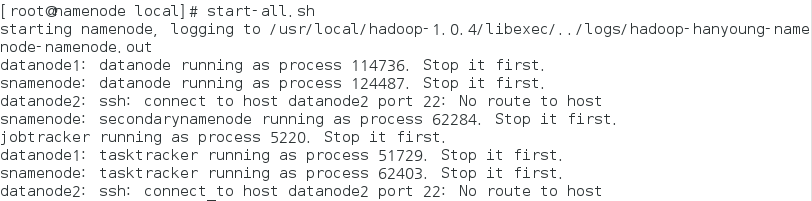 [root@namenode local]# start-all.sh
starting namenode, logging to /usr/local/hadoop-1.0.4/libexec/../logs/hadoop-hanyoung-name
node-namenode.out
datanode1: datanode running as process 114736. Stop it first.
snamenode: datanode running as process 124487. Stop it first.
datanode2: ssh: connect to host datanode2 port 22: No route to host
snamenode: secondarynamenode running as process 62284. Stop it first.
jobtracker running as process 5220. Stop it first.
datanode1: tasktracker running as process 51729. Stop it first.
snamenode: tasktracker running as process 62403. Stop it first.
datanode2: ssh: connect to host datanode2 port 22: No route to host